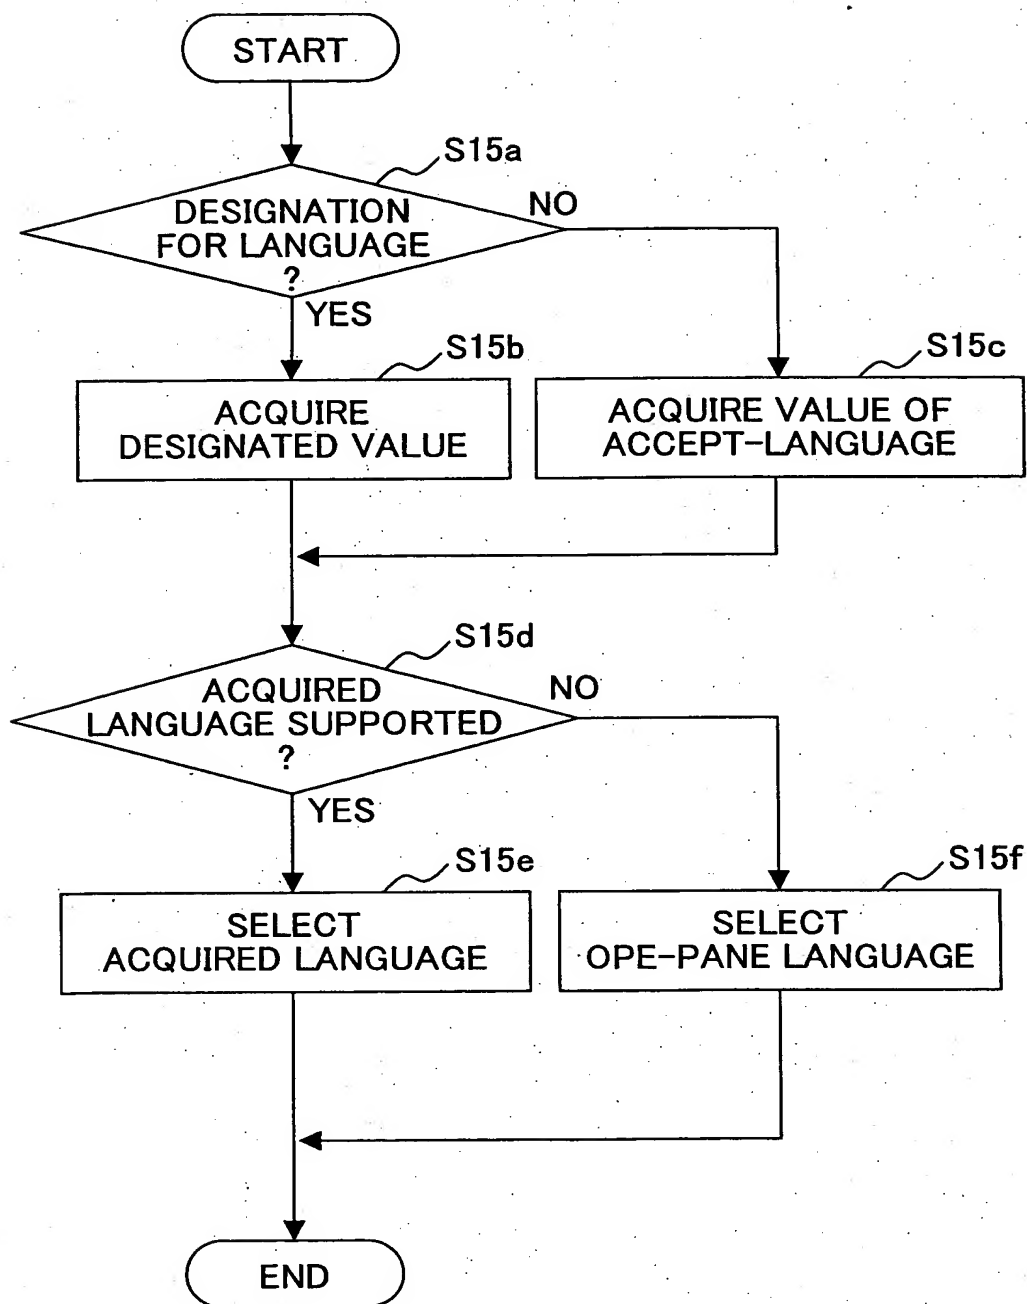 START
S15a
DESIGNATION
FOR LANGUAGE
?
NO
YES
S15b
ACQUIRE
DESIGNATED VALUE
S15c
ACQUIRE VALUE OF
ACCEPT-LANGUAGE
S15d
ACQUIRED
LANGUAGE SUPPORTED
?
NO
YES
S15e
SELECT
ACQUIRED LANGUAGE
S15f
SELECT
OPE-PANE LANGUAGE
END